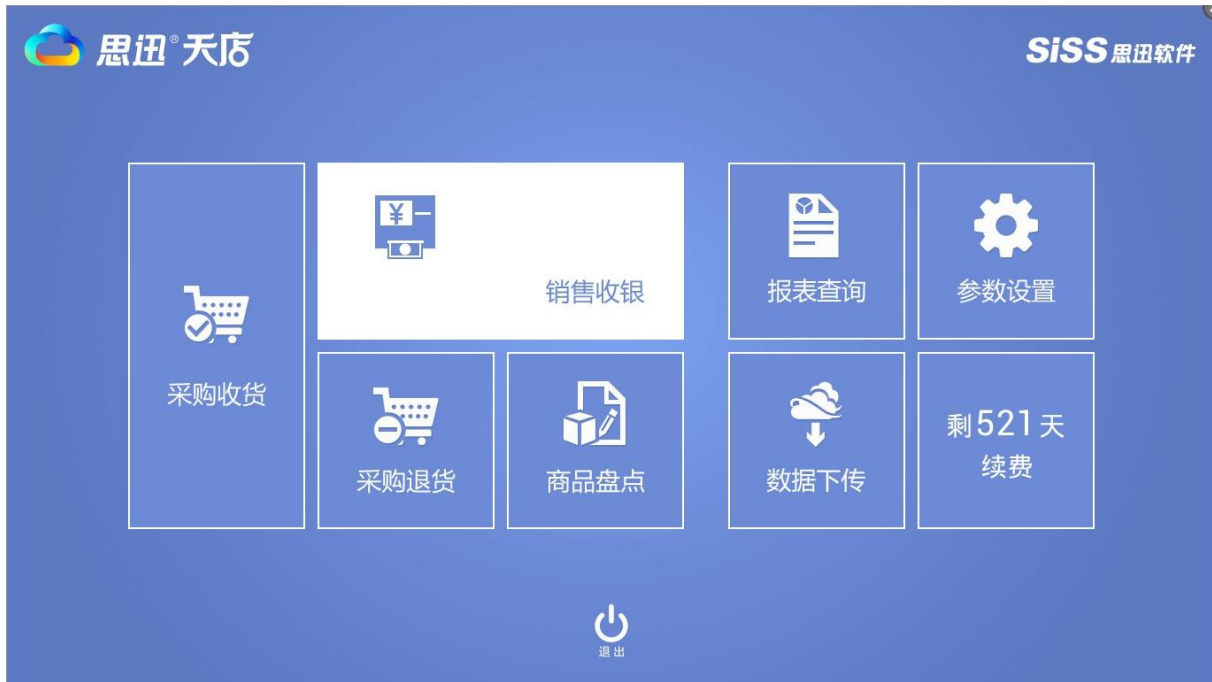 思迅®天店
SiSS思迅软件
¥
销售收银
报表查询
参数设置
采购收货
采购退货
商品盘点
数据下传
剩521天
续费
退出